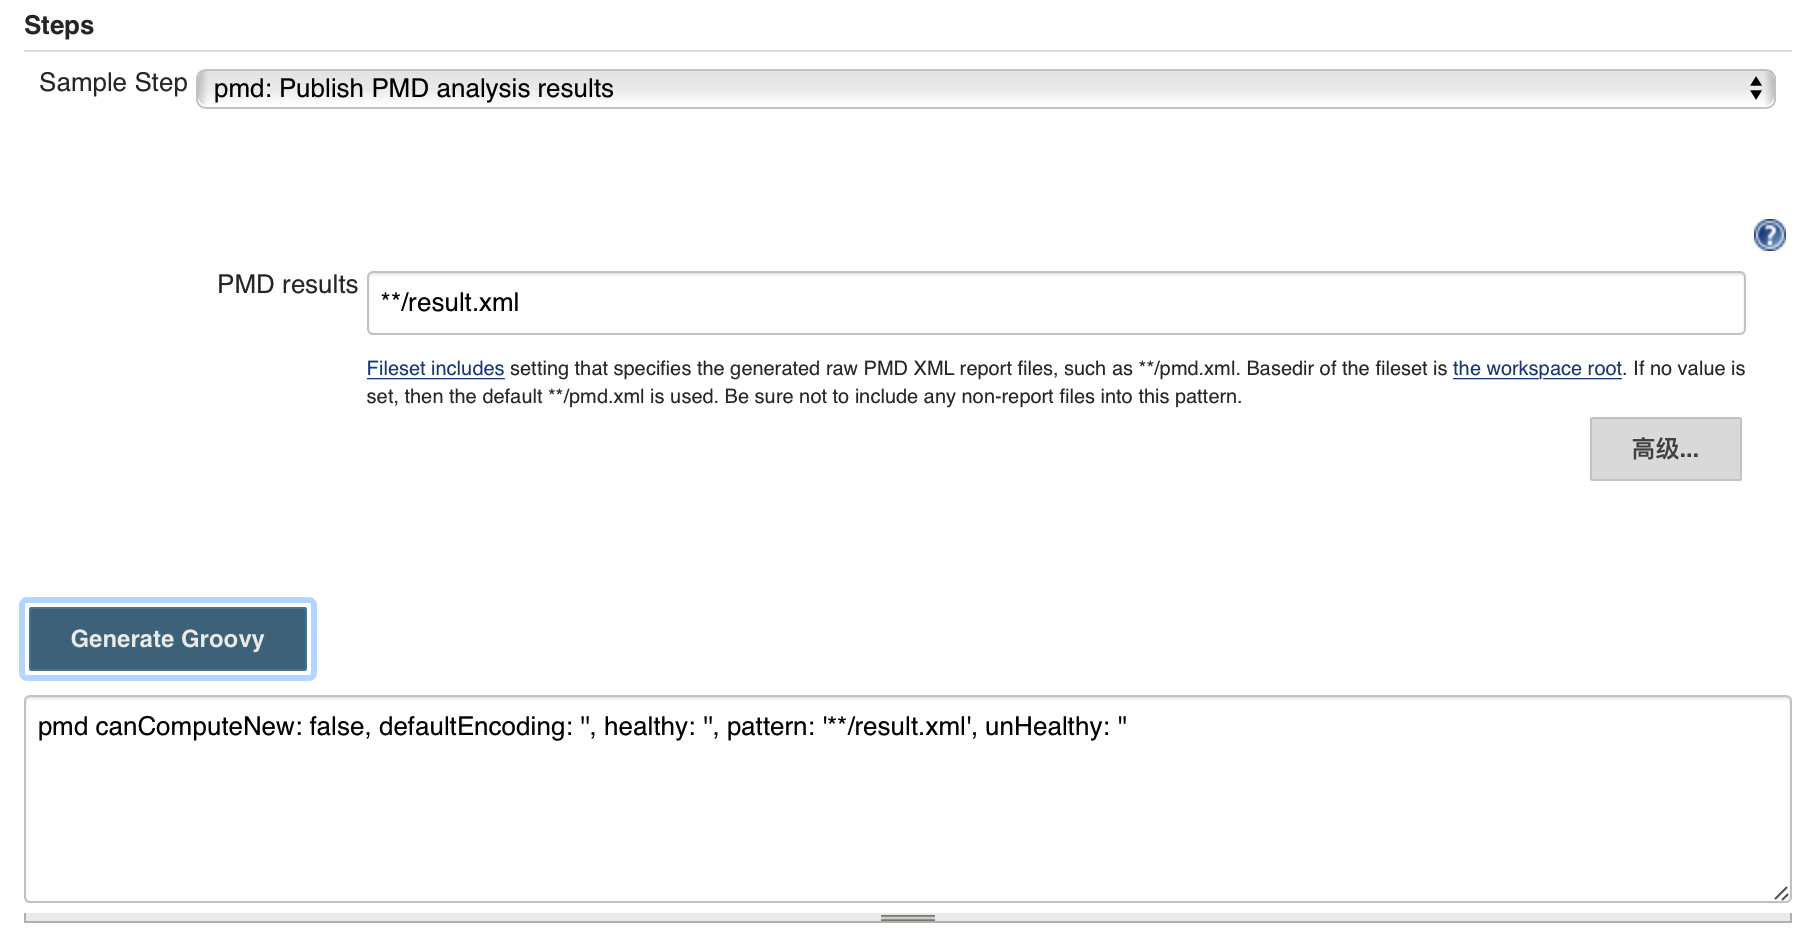 Steps
Sample Step pmd: Publish PMD analysis results
?
PMD results **/result.xml
Fileset includes setting that specifies the generated raw PMD XML report files, such as **/pmd.xml. Basedir of the fileset is the workspace root. If no value is
set, then the default **/pmd.xml is used. Be sure not to include any non-report files into this pattern.
高级...
Generate Groovy
pmd canComputeNew: false, defaultEncoding: '', healthy: '', pattern: '**/result.xml', unHealthy: ''